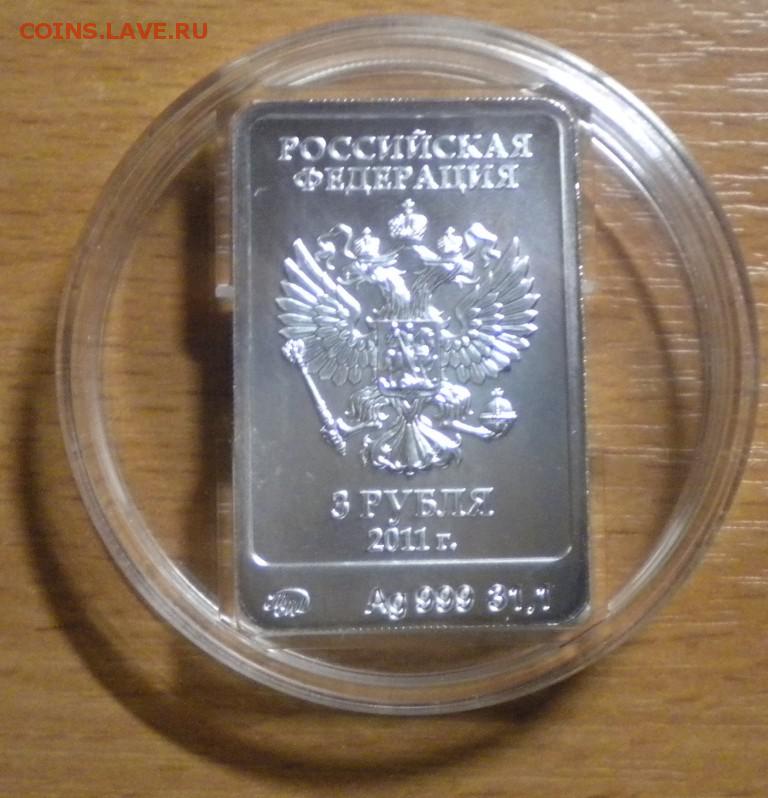 COINS.LAVE.RU
РОССИЙСКАЯ
ФЕДЕРАЦИЯ
3 РУБЛЯ
2011 г.
Ag 999 31,1